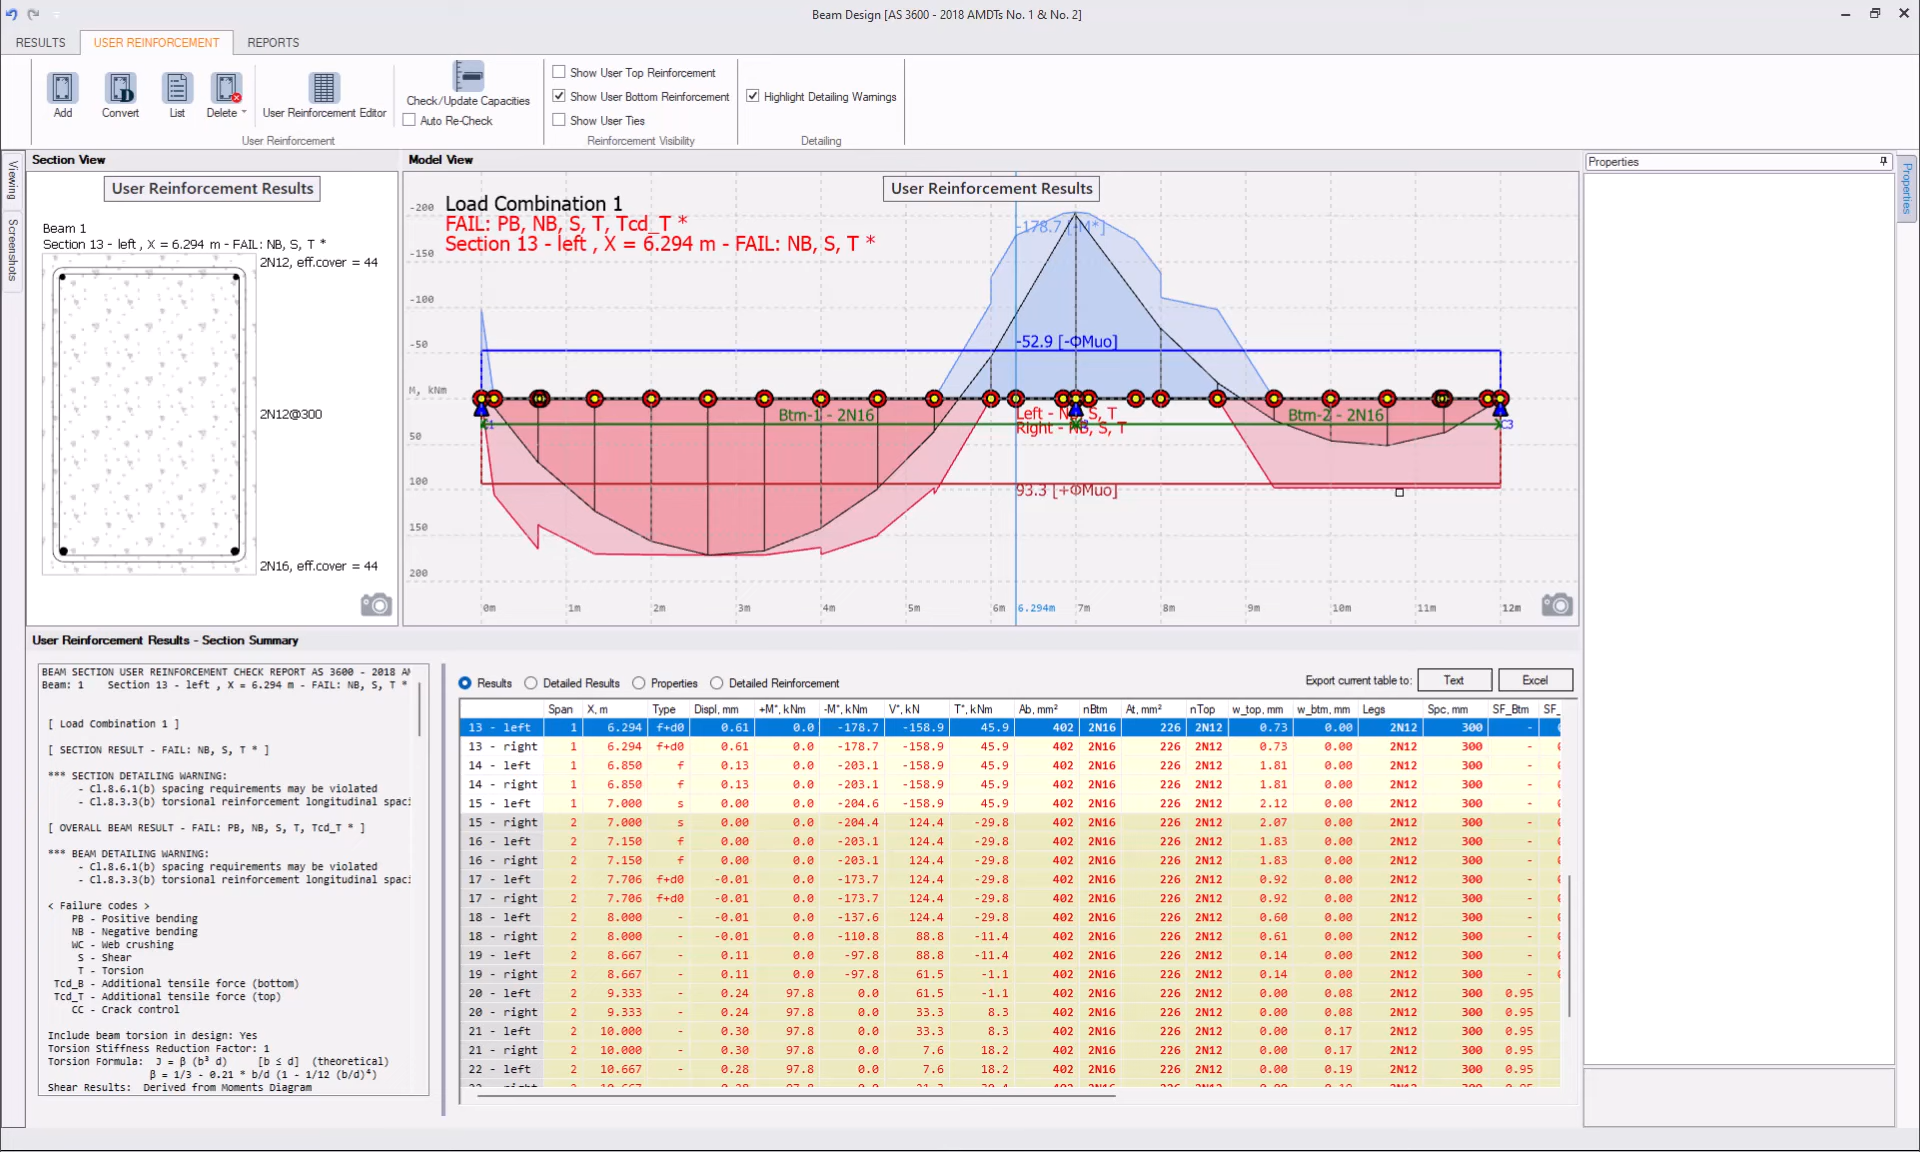 Beam Design [AS 3600 - 2018 AMDTs No. 1 & No. 2]
RESULTS
USER REINFORCEMENT
REPORTS
Add
Convert
List
Delete
User Reinforcement Editor
User Reinforcement
Check/Update Capacities
Auto Re-Check
Show User Top Reinforcement
Show User Bottom Reinforcement
Show User Ties
Reinforcement Visibility
Highlight Detailing Warnings
Detailing
Viewing
Screenshots
Section View
User Reinforcement Results
Beam 1
Section 13 - left , X = 6.294 m - FAIL: NB, S, T *
2N12, eff.cover = 44
2N12@300
2N16, eff.cover = 44
Model View
User Reinforcement Results
Load Combination 1
FAIL: PB, NB, S, T, Tcd_T *
Section 13 - left , X = 6.294 m - FAIL: NB, S, T *
-200
-150
-100
-50
M, kNm
50
100
150
200
-178.7 [-M*]
-52.9 [-ΦMuo]
93.3 [+ΦMuo]
Btm-1 - 2N16
Btm-2 - 2N16
Left - NB, S, T
Right - NB, S, T
C3
0m 1m 2m 3m 4m 5m 6m 6.294m 7m 8m 9m 10m 11m 12m
Properties
Properties
User Reinforcement Results - Section Summary
BEAM SECTION USER REINFORCEMENT CHECK REPORT AS 3600 - 2018
Beam: 1 Section 13 - left , X = 6.294 m - FAIL: NB, S, T *
[ Load Combination 1 ]
[ SECTION RESULT - FAIL: NB, S, T * ]
*** SECTION DETAILING WARNING:
- Cl.8.6.1(b) spacing requirements may be violated
- Cl.8.3.3(b) torsional reinforcement longitudinal spaci
[ OVERALL BEAM RESULT - FAIL: PB, NB, S, T, Tcd_T * ]
*** BEAM DETAILING WARNING:
- Cl.8.6.1(b) spacing requirements may be violated
- Cl.8.3.3(b) torsional reinforcement longitudinal spaci
< Failure codes >
PB - Positive bending
NB - Negative bending
WC - Web crushing
S - Shear
T - Torsion
Tcd_B - Additional tensile force (bottom)
Tcd_T - Additional tensile force (top)
CC - Crack control
Include beam torsion in design: Yes
Torsion Stiffness Reduction Factor: 1
Torsion Formula: J = β (b³ d) [b ≤ d] (theoretical)
β = 1/3 - 0.21 * b/d (1 - 1/12 (b/d)⁴)
Shear Results: Derived from Moments Diagram
Results
Detailed Results
Properties
Detailed Reinforcement
Export current table to:
Text
Excel
Span X, m Type Displ, mm +M*, kNm -M*, kNm V*, kN T*, kNm Ab, mm² nBtm At, mm² nTop w_top, mm w_btm, mm Legs Spc, mm SF_Btm SF_
13 - left 1 6.294 f+d0 0.61 0.0 -178.7 -158.9 45.9 402 2N16 226 2N12 0.73 0.00 2N12 300 -
13 - right 1 6.294 f+d0 0.61 0.0 -178.7 -158.9 45.9 402 2N16 226 2N12 0.73 0.00 2N12 300 -
14 - left 1 6.850 f 0.13 0.0 -203.1 -158.9 45.9 402 2N16 226 2N12 1.81 0.00 2N12 300 -
14 - right 1 6.850 f 0.13 0.0 -203.1 -158.9 45.9 402 2N16 226 2N12 1.81 0.00 2N12 300 -
15 - left 1 7.000 s 0.00 0.0 -204.6 -158.9 45.9 402 2N16 226 2N12 2.12 0.00 2N12 300 -
15 - right 2 7.000 s 0.00 0.0 -204.4 124.4 -29.8 402 2N16 226 2N12 2.07 0.00 2N12 300 -
16 - left 2 7.150 f 0.00 0.0 -203.1 124.4 -29.8 402 2N16 226 2N12 1.83 0.00 2N12 300 -
16 - right 2 7.150 f 0.00 0.0 -203.1 124.4 -29.8 402 2N16 226 2N12 1.83 0.00 2N12 300 -
17 - left 2 7.706 f+d0 -0.01 0.0 -173.7 124.4 -29.8 402 2N16 226 2N12 0.92 0.00 2N12 300 -
17 - right 2 7.706 f+d0 -0.01 0.0 -173.7 124.4 -29.8 402 2N16 226 2N12 0.92 0.00 2N12 300 -
18 - left 2 8.000 - -0.01 0.0 -137.6 124.4 -29.8 402 2N16 226 2N12 0.60 0.00 2N12 300 -
18 - right 2 8.000 - -0.01 0.0 -110.8 88.8 -11.4 402 2N16 226 2N12 0.61 0.00 2N12 300 -
19 - left 2 8.667 - 0.11 0.0 -97.8 88.8 -11.4 402 2N16 226 2N12 0.14 0.00 2N12 300 -
19 - right 2 8.667 - 0.11 0.0 -97.8 61.5 -1.1 402 2N16 226 2N12 0.14 0.00 2N12 300 -
20 - left 2 9.333 - 0.24 97.8 0.0 61.5 -1.1 402 2N16 226 2N12 0.00 0.08 2N12 300 0.95
20 - right 2 9.333 - 0.24 97.8 0.0 33.3 8.3 402 2N16 226 2N12 0.00 0.08 2N12 300 0.95
21 - left 2 10.000 - 0.30 97.8 0.0 33.3 8.3 402 2N16 226 2N12 0.00 0.17 2N12 300 0.95
21 - right 2 10.000 - 0.30 97.8 0.0 7.6 18.2 402 2N16 226 2N12 0.00 0.17 2N12 300 0.95
22 - left 2 10.667 - 0.28 97.8 0.0 7.6 18.2 402 2N16 226 2N12 0.00 0.19 2N12 300 0.95